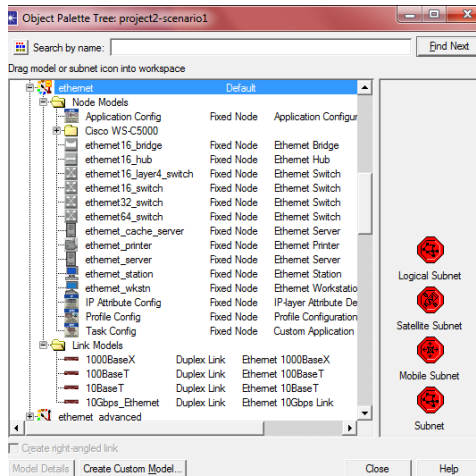 Object Palette Tree: project2-scenario1
Search by name:
Find Next
Drag model or subnet icon into workspace
ethernet Default
Node Models
Application Config Fixed Node Application Configur
Cisco WS-C5000
ethernet16_bridge Fixed Node Ethernet Bridge
ethernet16_hub Fixed Node Ethernet Hub
ethernet16_layer4_switch Fixed Node Ethernet Switch
ethernet16_switch Fixed Node Ethernet Switch
ethernet32_switch Fixed Node Ethernet Switch
ethernet64_switch Fixed Node Ethernet Switch
ethernet_cache_server Fixed Node Ethernet Server
ethernet_printer Fixed Node Ethernet Printer
ethernet_server Fixed Node Ethernet Server
ethernet_station Fixed Node Ethernet Station
ethernet_wkstn Fixed Node Ethernet Workstatio
IP Attribute Config Fixed Node IP-layer Attribute De
Profile Config Fixed Node Profile Configuration
Task Config Fixed Node Custom Application
Link Models
1000BaseX Duplex Link Ethernet 1000BaseX
100BaseT Duplex Link Ethernet 100BaseT
10BaseT Duplex Link Ethernet 10BaseT
10Gbps_Ethernet Duplex Link Ethernet 10Gbps Link
ethernet_advanced
Logical Subnet
Satellite Subnet
Mobile Subnet
Subnet
Create right-angled link
Model Details
Create Custom Model...
Close
Help